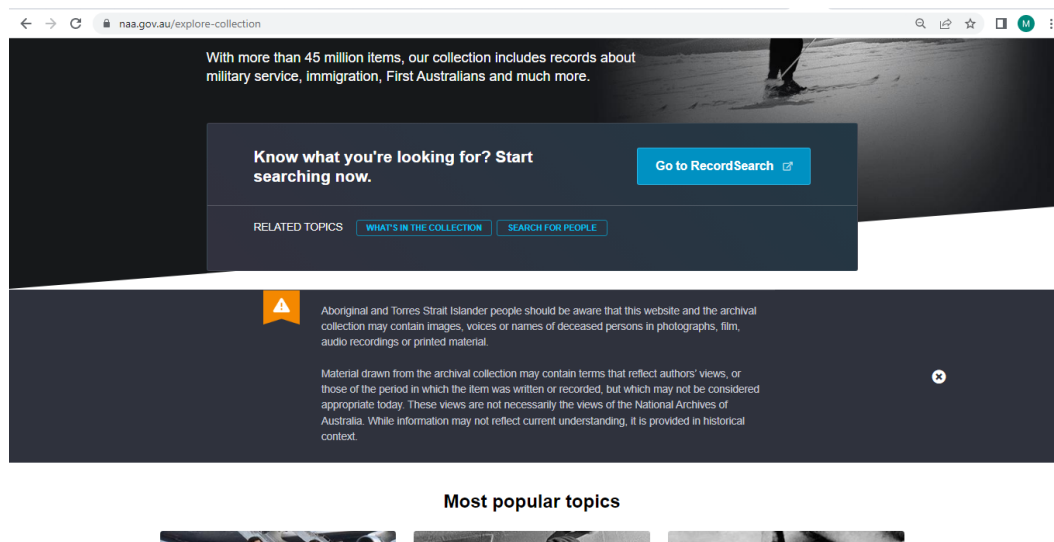 naa.gov.au/explore-collection
M
With more than 45 million items, our collection includes records about
military service, immigration, First Australians and much more.
Know what you're looking for? Start
searching now.
Go to RecordSearch
RELATED TOPICS WHAT'S IN THE COLLECTION SEARCH FOR PEOPLE
Aboriginal and Torres Strait Islander people should be aware that this website and the archival
collection may contain images, voices or names of deceased persons in photographs, film,
audio recordings or printed material.
Material drawn from the archival collection may contain terms that reflect authors' views, or
those of the period in which the item was written or recorded, but which may not be considered
appropriate today. These views are not necessarily the views of the National Archives of
Australia. While information may not reflect current understanding, it is provided in historical
context.
Most popular topics